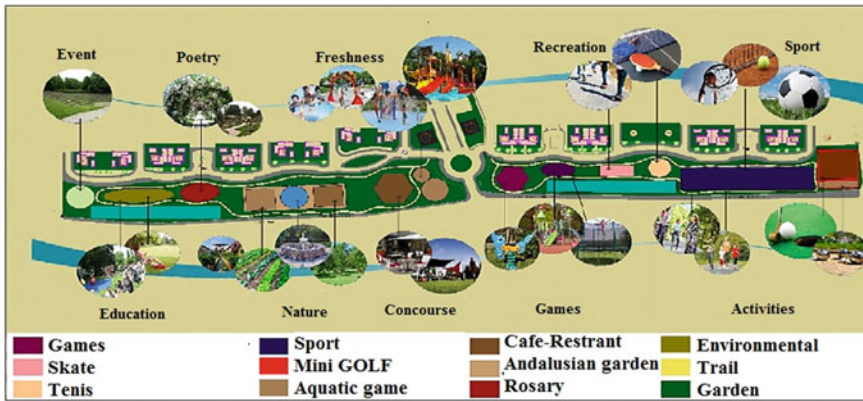 Event
Poetry
Freshness
Recreation
Sport
Education
Nature
Concourse
Games
Activities
Games
Skate
Tenis
Sport
Mini GOLF
Aquatic game
Cafe-Restrant
Andalusian garden
Rosary
Environmental
Trail
Garden